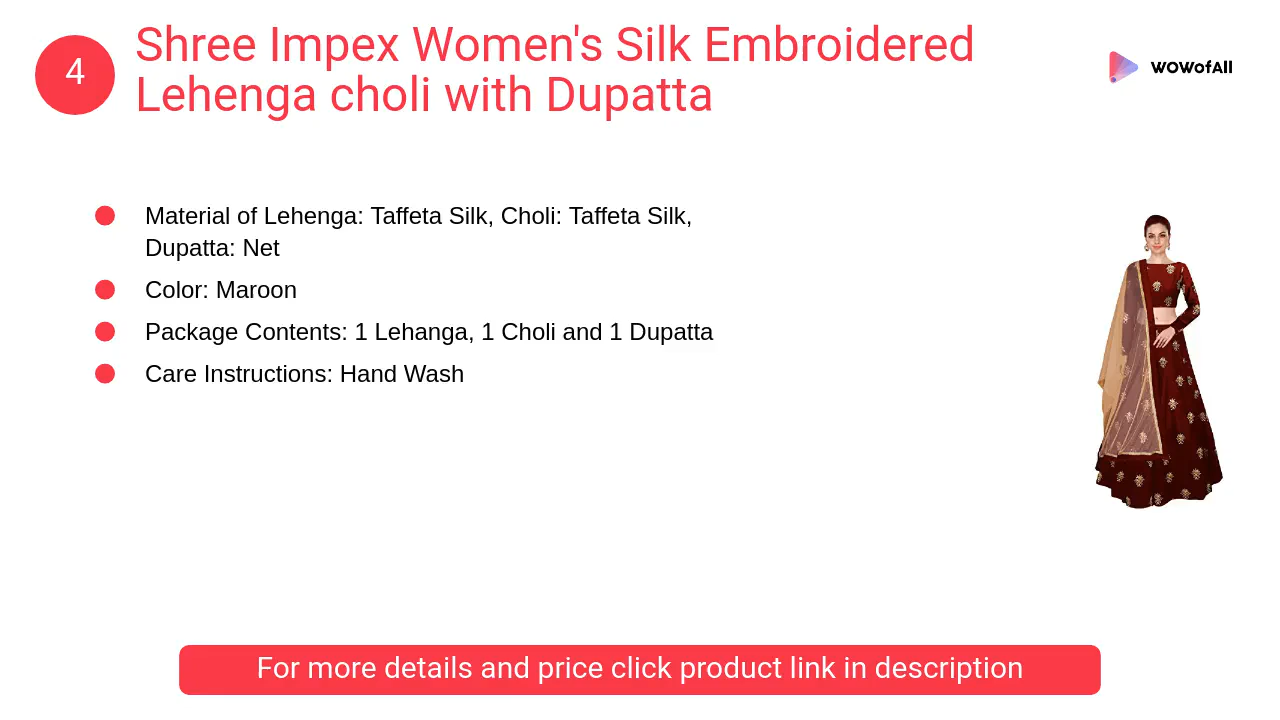 4
Shree Impex Women's Silk Embroidered
Lehenga choli with Dupatta
WOWofAll
Material of Lehenga: Taffeta Silk, Choli: Taffeta Silk,
Dupatta: Net
Color: Maroon
Package Contents: 1 Lehanga, 1 Choli and 1 Dupatta
Care Instructions: Hand Wash
For more details and price click product link in description